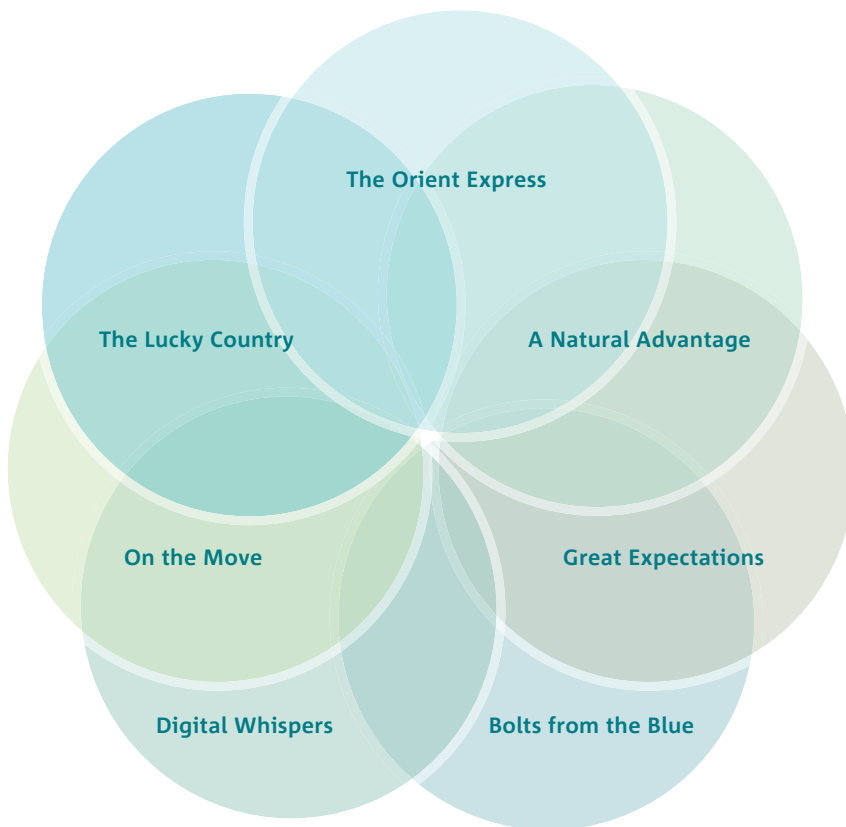 The Orient Express
The Lucky Country
A Natural Advantage
On the Move
Great Expectations
Digital Whispers
Bolts from the Blue